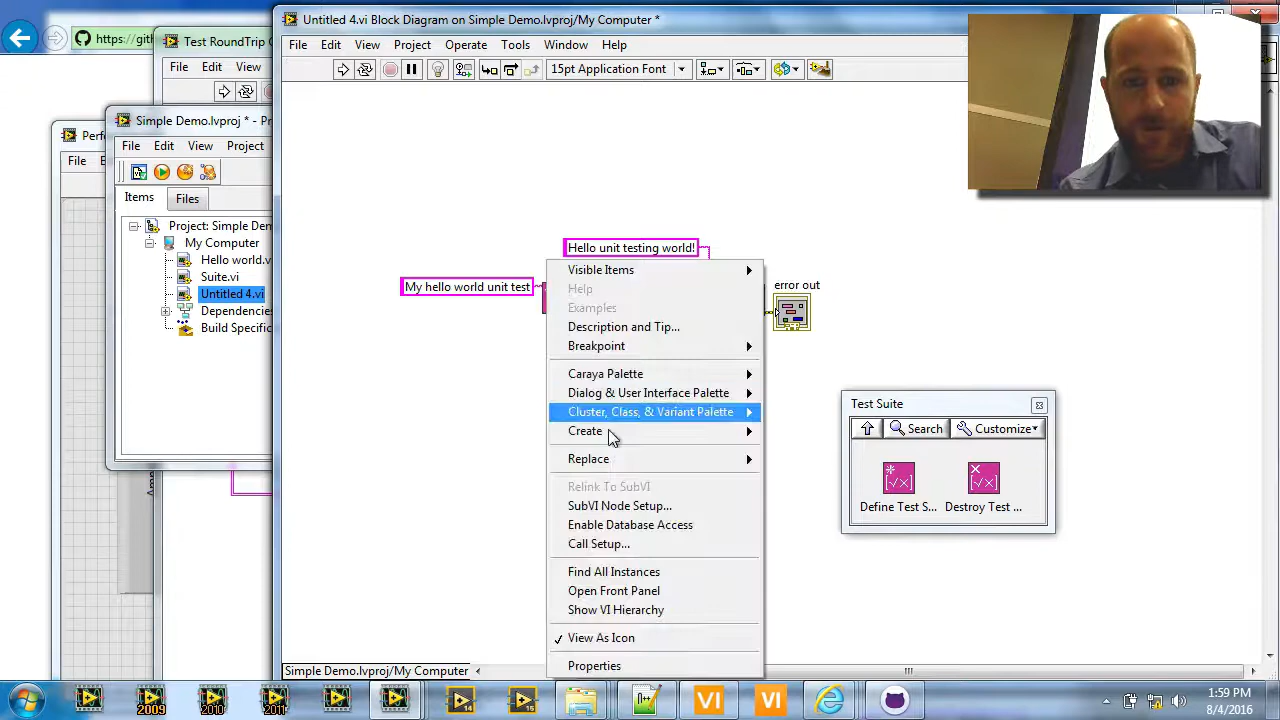 Untitled 4.vi Block Diagram on Simple Demo.lvproj/My Computer *
File Edit View Project Operate Tools Window Help
15pt Application Font
https://gith
Test RoundTrip
File Edit View
Simple Demo.lvproj * - P
File Edit View Project
Items Files
Project: Simple Dem
My Computer
Hello world.v
Suite.vi
Untitled 4.vi
Dependencies
Build Specific
Perfo
File
Hello unit testing world!
My hello world unit test
error out
Visible Items
Help
Examples
Description and Tip...
Breakpoint
Caraya Palette
Dialog & User Interface Palette
Cluster, Class, & Variant Palette
Create
Replace
Relink To SubVI
SubVI Node Setup...
Enable Database Access
Call Setup...
Find All Instances
Open Front Panel
Show VI Hierarchy
View As Icon
Properties
Test Suite
Search Customize
Define Test S... Destroy Test ...
Simple Demo.lvproj/My Computer
2009 2010 2011 14 15 VI VI
1:59 PM
8/4/2016